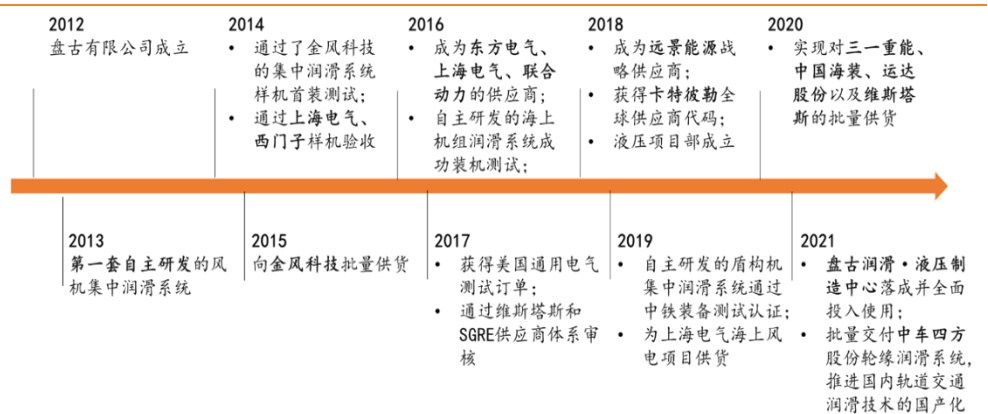 2012
盘古有限公司成立
2014
• 通过了金风科技
的集中润滑系统
样机首装测试;
• 通过上海电气、
西门子样机验收
2016
• 成为东方电气、
上海电气、联合
动力的供应商;
• 自主研发的海上
机组润滑系统成
功装机测试;
2018
• 成为远景能源战
略供应商;
• 获得卡特彼勒全
球供应商代码;
• 液压项目部成立
2020
• 实现对三一重能、
中国海装、运达
股份以及维斯塔
斯的批量供货
2013
第一套自主研发的风
机集中润滑系统
2015
向金风科技批量供货
2017
• 获得美国通用电气
测试订单;
• 通过维斯塔斯和
SGRE供应商体系审
核
2019
• 自主研发的盾构机
集中润滑系统通过
中铁装备测试认证;
• 为上海电气海上风
电项目供货
2021
• 盘古润滑·液压制
造中心落成并全面
投入使用;
• 批量交付中车四方
股份轮缘润滑系统,
推进国内轨道交通
润滑技术的国产化